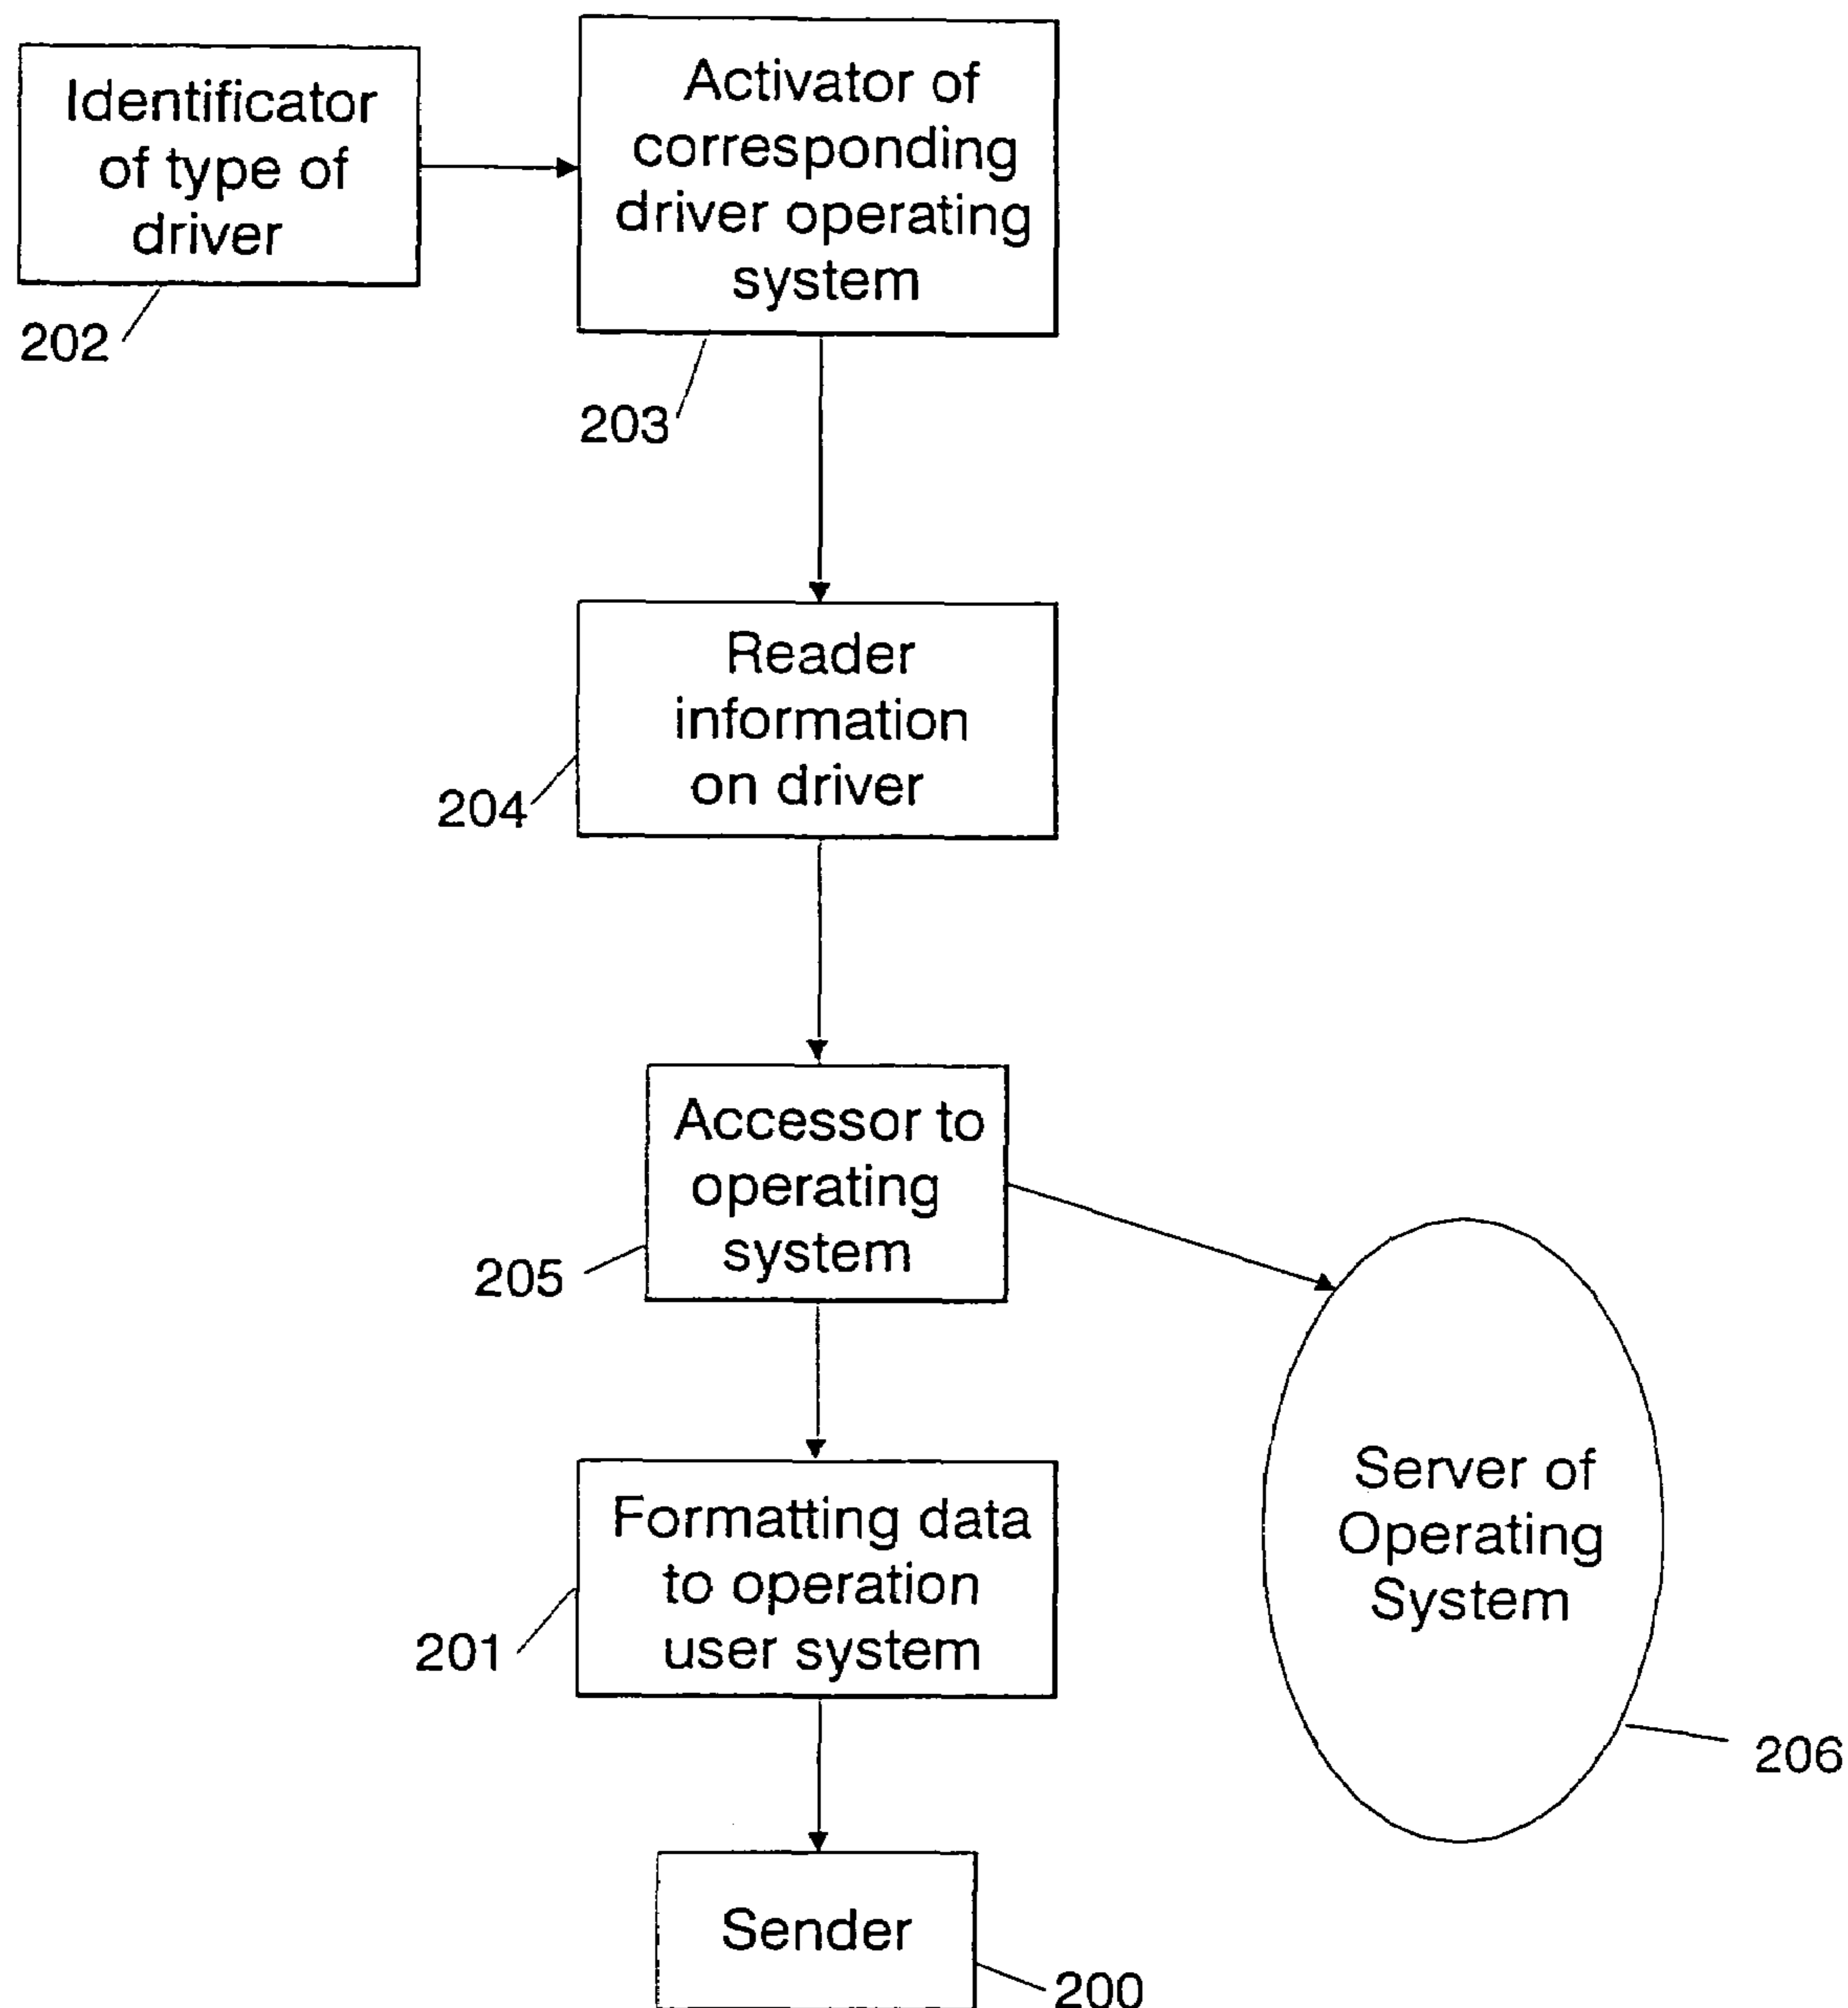 Identificator
of type of
driver
202
Activator of
corresponding
driver operating
system
203
Reader
information
on driver
204
Accessor to
operating
system
205
Server of
Operating
System
206
Formatting data
to operation
user system
201
Sender
200